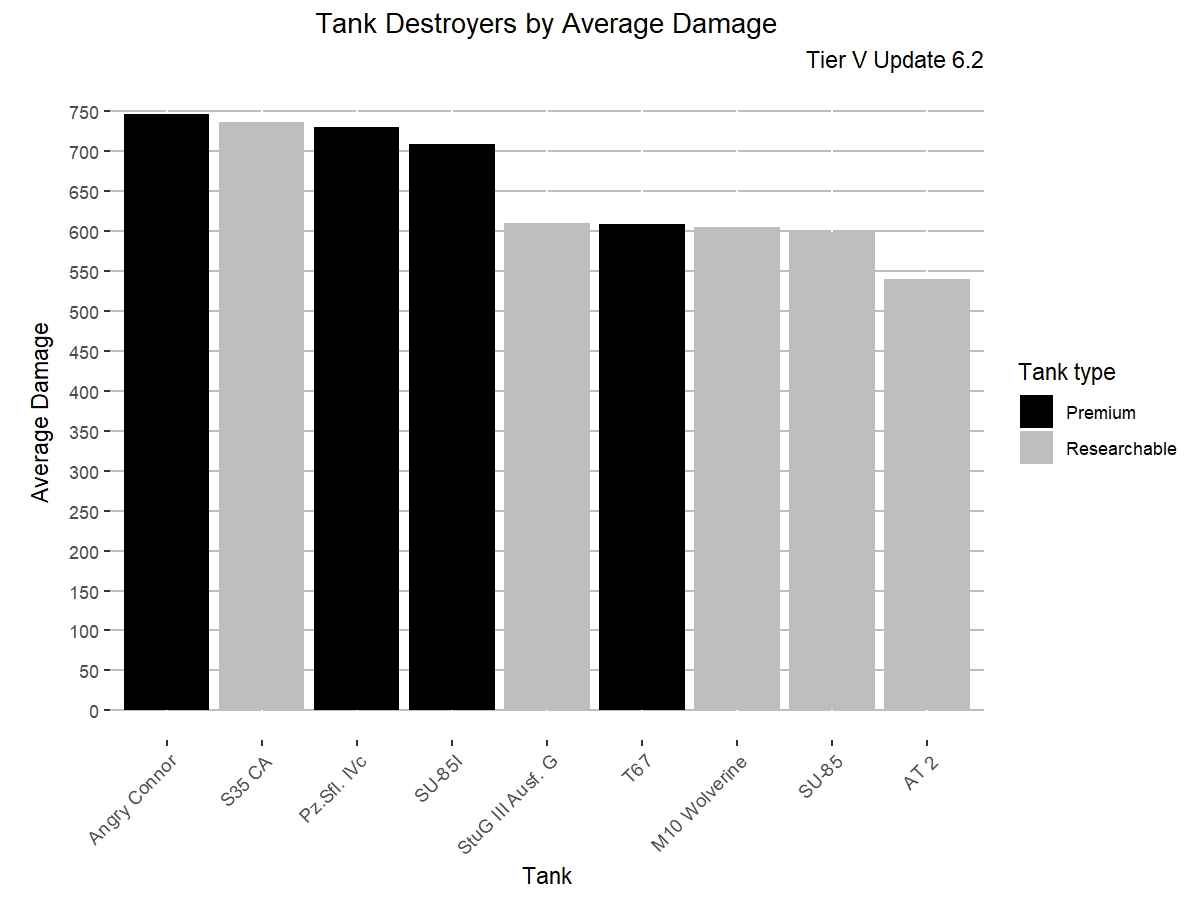 Tank Destroyers by Average Damage
Tier V Update 6.2
Average Damage
750
700
650
600
550
500
450
400
350
300
250
200
150
100
50
0
Angry Connor
S35 CA
Pz.Sfl. IVc
SU-85I
StuG III Ausf. G
T67
M10 Wolverine
SU-85
AT 2
Tank
Tank type
Premium
Researchable